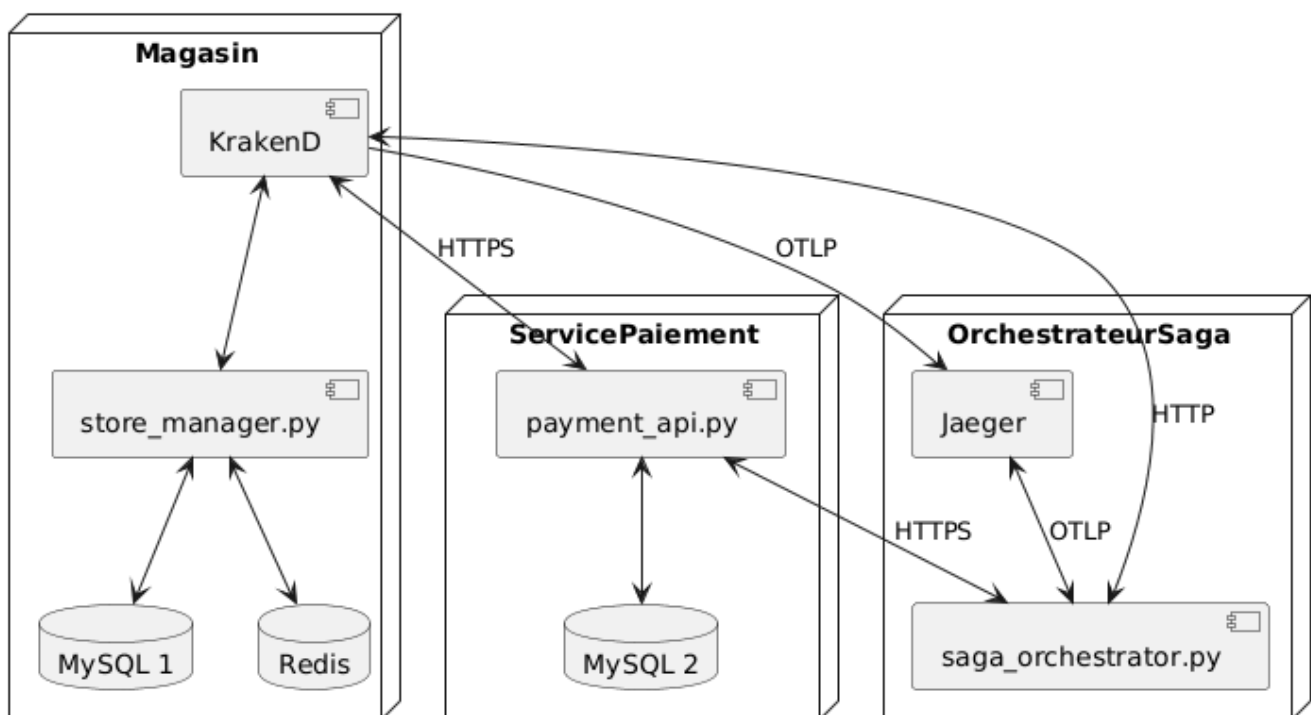 Magasin
KrakenD
HTTPS
OTLP
ServicePaiement
OrchestrateurSaga
store_manager.py
payment_api.py
Jaeger
HTTP
HTTPS
OTLP
MySQL 1
Redis
MySQL 2
saga_orchestrator.py